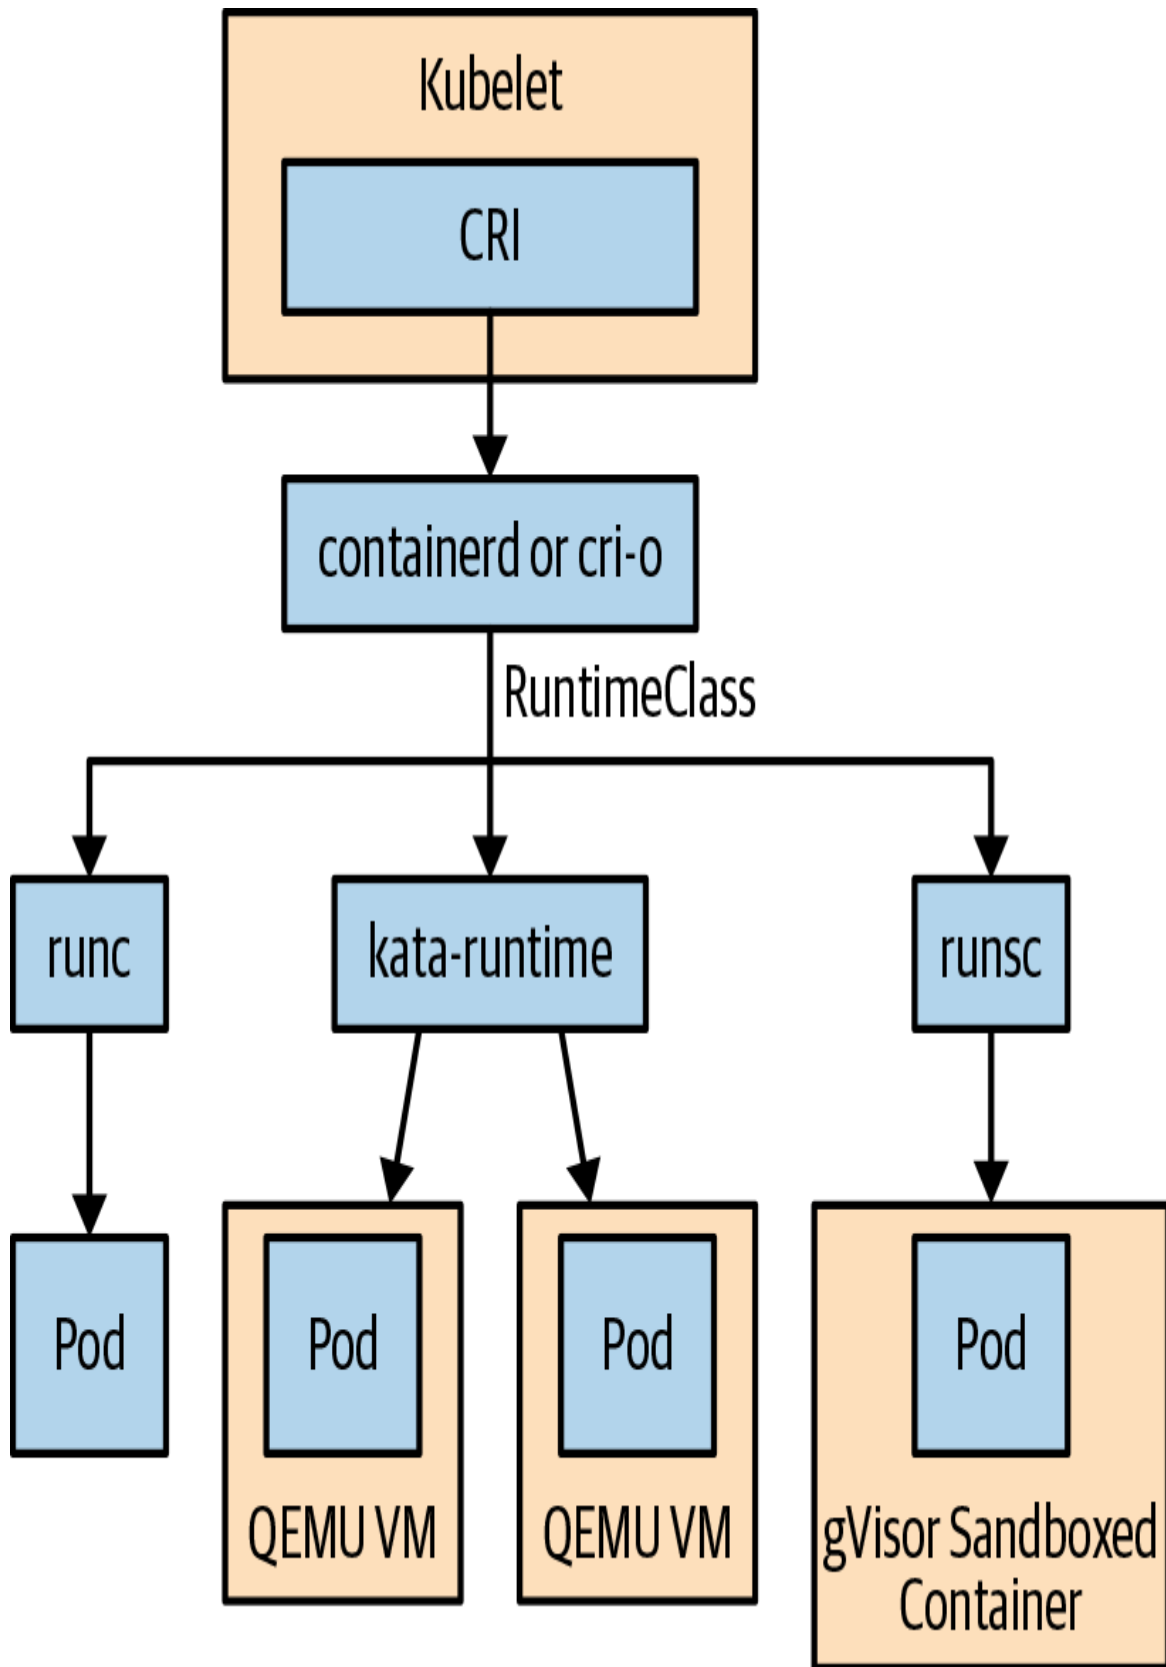 Kubelet
CRI
containerd or cri-o
RuntimeClass
runc
kata-runtime
runsc
Pod
Pod
Pod
Pod
QEMU VM
QEMU VM
gVisor Sandboxed
Container